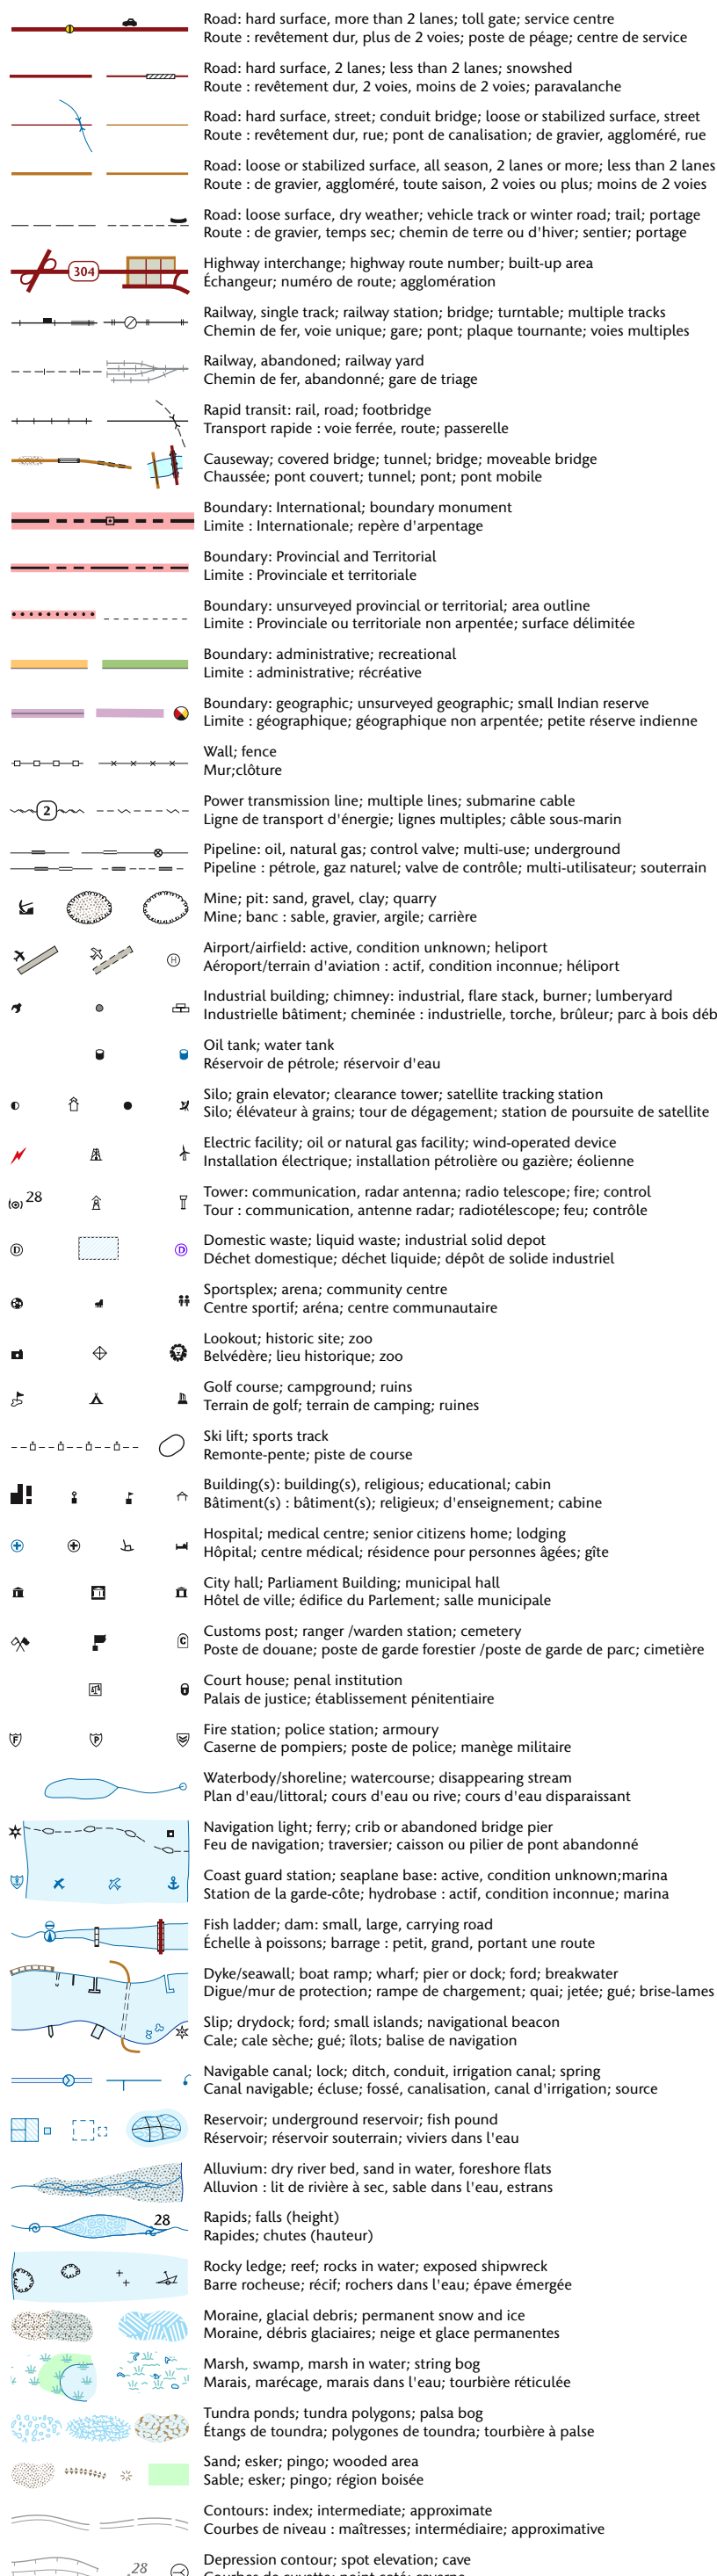 Road: hard surface, more than 2 lanes; toll gate; service centre
Route : revêtement dur, plus de 2 voies; poste de péage; centre de service
Road: hard surface, 2 lanes; less than 2 lanes; snowshed
Route : revêtement dur, 2 voies, moins de 2 voies; paravalanche
Road: hard surface, street; conduit bridge; loose or stabilized surface, street
Route : revêtement dur, rue; pont de canalisation; de gravier, aggloméré, rue
Road: loose or stabilized surface, all season, 2 lanes or more; less than 2 lanes
Route : de gravier, aggloméré, toute saison, 2 voies ou plus; moins de 2 voies
Road: loose surface, dry weather; vehicle track or winter road; trail; portage
Route : de gravier, temps sec; chemin de terre ou d'hiver; sentier; portage
304
Highway interchange; highway route number; built-up area
Échangeur; numéro de route; agglomération
Railway, single track; railway station; bridge; turntable; multiple tracks
Chemin de fer, voie unique; gare; pont; plaque tournante; voies multiples
Railway, abandoned; railway yard
Chemin de fer, abandonné; gare de triage
Rapid transit: rail, road; footbridge
Transport rapide : voie ferrée, route; passerelle
Causeway; covered bridge; tunnel; bridge; moveable bridge
Chaussée; pont couvert; tunnel; pont; pont mobile
Boundary: International; boundary monument
Limite : Internationale; repère d'arpentage
Boundary: Provincial and Territorial
Limite : Provinciale et territoriale
Boundary: unsurveyed provincial or territorial; area outline
Limite : Provinciale ou territoriale non arpentée; surface délimitée
Boundary: administrative; recreational
Limite : administrative; récréative
Boundary: geographic; unsurveyed geographic; small Indian reserve
Limite : géographique; géographique non arpentée; petite réserve indienne
Wall; fence
Mur;clôture
2
Power transmission line; multiple lines; submarine cable
Ligne de transport d'énergie; lignes multiples; câble sous-marin
Pipeline: oil, natural gas; control valve; multi-use; underground
Pipeline : pétrole, gaz naturel; valve de contrôle; multi-utilisateur; souterrain
Mine; pit: sand, gravel, clay; quarry
Mine; banc : sable, gravier, argile; carrière
H
Airport/airfield: active, condition unknown; heliport
Aéroport/terrain d'aviation : actif, condition inconnue; héliport
Industrial building; chimney: industrial, flare stack, burner; lumberyard
Industrielle bâtiment; cheminée : industrielle, torche, brûleur; parc à bois déb
Oil tank; water tank
Réservoir de pétrole; réservoir d'eau
Silo; grain elevator; clearance tower; satellite tracking station
Silo; élévateur à grains; tour de dégagement; station de poursuite de satellite
Electric facility; oil or natural gas facility; wind-operated device
Installation électrique; installation pétrolière ou gazière; éolienne
28
Tower: communication, radar antenna; radio telescope; fire; control
Tour : communication, antenne radar; radiotélescope; feu; contrôle
D D
Domestic waste; liquid waste; industrial solid depot
Déchet domestique; déchet liquide; dépôt de solide industriel
Sportsplex; arena; community centre
Centre sportif; aréna; centre communautaire
Lookout; historic site; zoo
Belvédère; lieu historique; zoo
Golf course; campground; ruins
Terrain de golf; terrain de camping; ruines
Ski lift; sports track
Remonte-pente; piste de course
Building(s): building(s), religious; educational; cabin
Bâtiment(s) : bâtiment(s); religieux; d'enseignement; cabine
Hospital; medical centre; senior citizens home; lodging
Hôpital; centre médical; résidence pour personnes âgées; gîte
City hall; Parliament Building; municipal hall
Hôtel de ville; édifice du Parlement; salle municipale
C
Customs post; ranger /warden station; cemetery
Poste de douane; poste de garde forestier /poste de garde de parc; cimetière
Court house; penal institution
Palais de justice; établissement pénitentiaire
F P
Fire station; police station; armoury
Caserne de pompiers; poste de police; manège militaire
Waterbody/shoreline; watercourse; disappearing stream
Plan d'eau/littoral; cours d'eau ou rive; cours d'eau disparaissant
Navigation light; ferry; crib or abandoned bridge pier
Feu de navigation; traversier; caisson ou pilier de pont abandonné
Coast guard station; seaplane base: active, condition unknown;marina
Station de la garde-côte; hydrobase : actif, condition inconnue; marina
Fish ladder; dam: small, large, carrying road
Échelle à poissons; barrage : petit, grand, portant une route
Dyke/seawall; boat ramp; wharf; pier or dock; ford; breakwater
Digue/mur de protection; rampe de chargement; quai; jetée; gué; brise-lames
Slip; drydock; ford; small islands; navigational beacon
Cale; cale sèche; gué; îlots; balise de navigation
Navigable canal; lock; ditch, conduit, irrigation canal; spring
Canal navigable; écluse; fossé, canalisation, canal d'irrigation; source
Reservoir; underground reservoir; fish pound
Réservoir; réservoir souterrain; viviers dans l'eau
Alluvium: dry river bed, sand in water, foreshore flats
Alluvion : lit de rivière à sec, sable dans l'eau, estrans
28
Rapids; falls (height)
Rapides; chutes (hauteur)
Rocky ledge; reef; rocks in water; exposed shipwreck
Barre rocheuse; récif; rochers dans l'eau; épave émergée
Moraine, glacial debris; permanent snow and ice
Moraine, débris glaciaires; neige et glace permanentes
Marsh, swamp, marsh in water; string bog
Marais, marécage, marais dans l'eau; tourbière réticulée
Tundra ponds; tundra polygons; palsa bog
Étangs de toundra; polygones de toundra; tourbière à palse
Sand; esker; pingo; wooded area
Sable; esker; pingo; région boisée
Contours: index; intermediate; approximate
Courbes de niveau : maîtresses; intermédiaire; approximative
28
Depression contour; spot elevation; cave